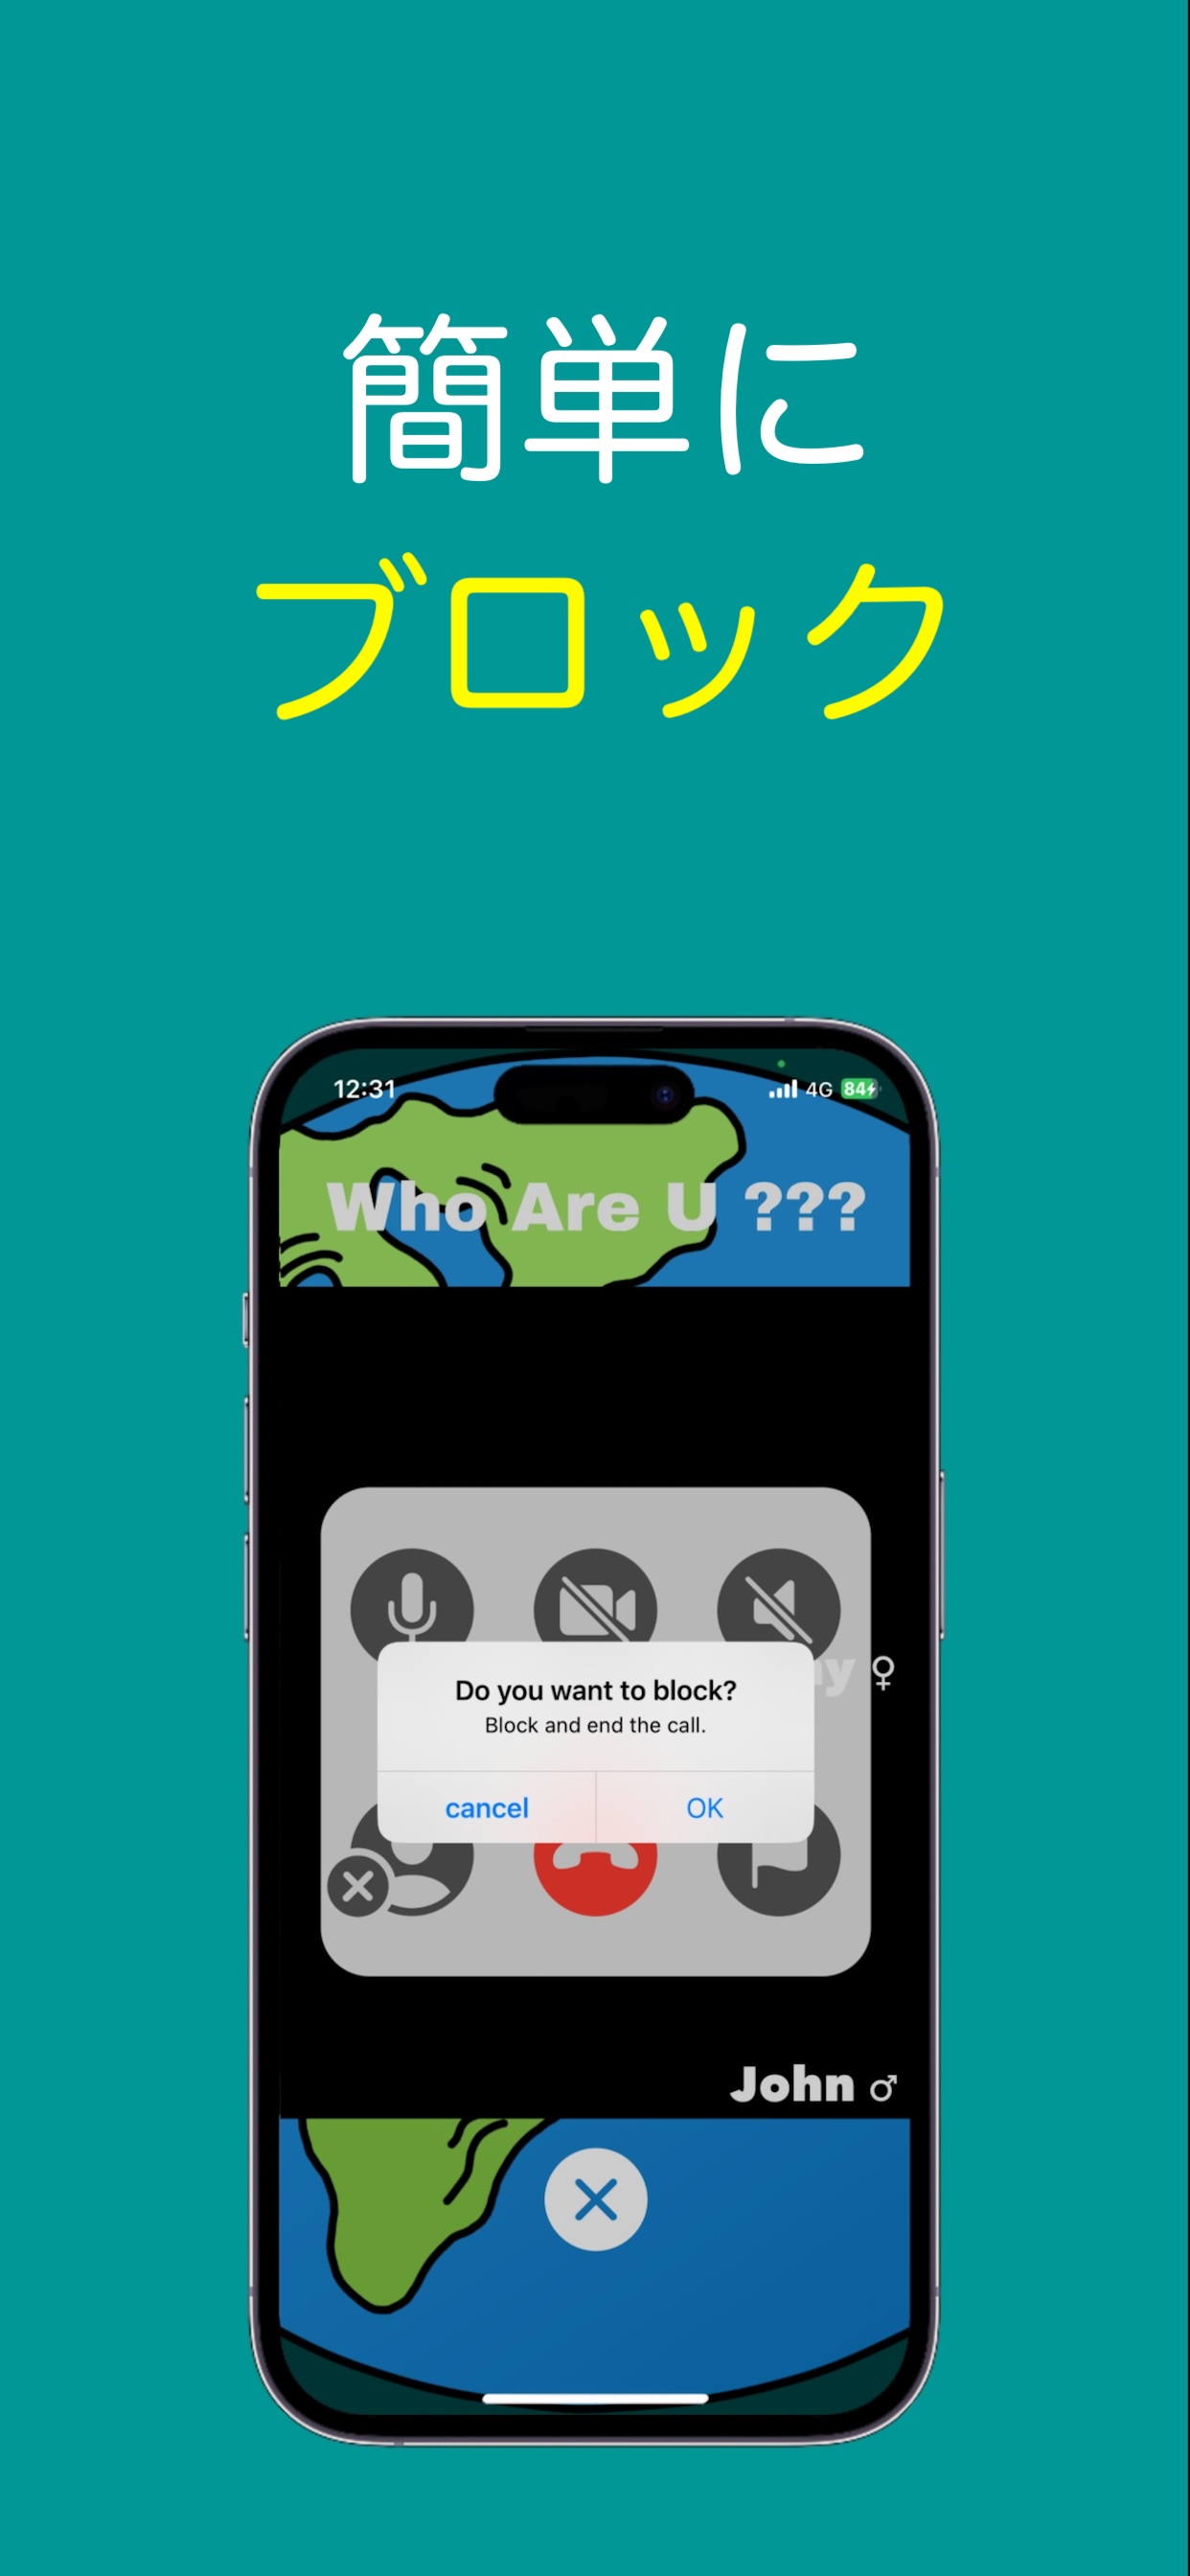 簡単に
ブロック
12:31
4G 84
Who Are U ???
Do you want to block?
Block and end the call.
cancel OK
John ♂